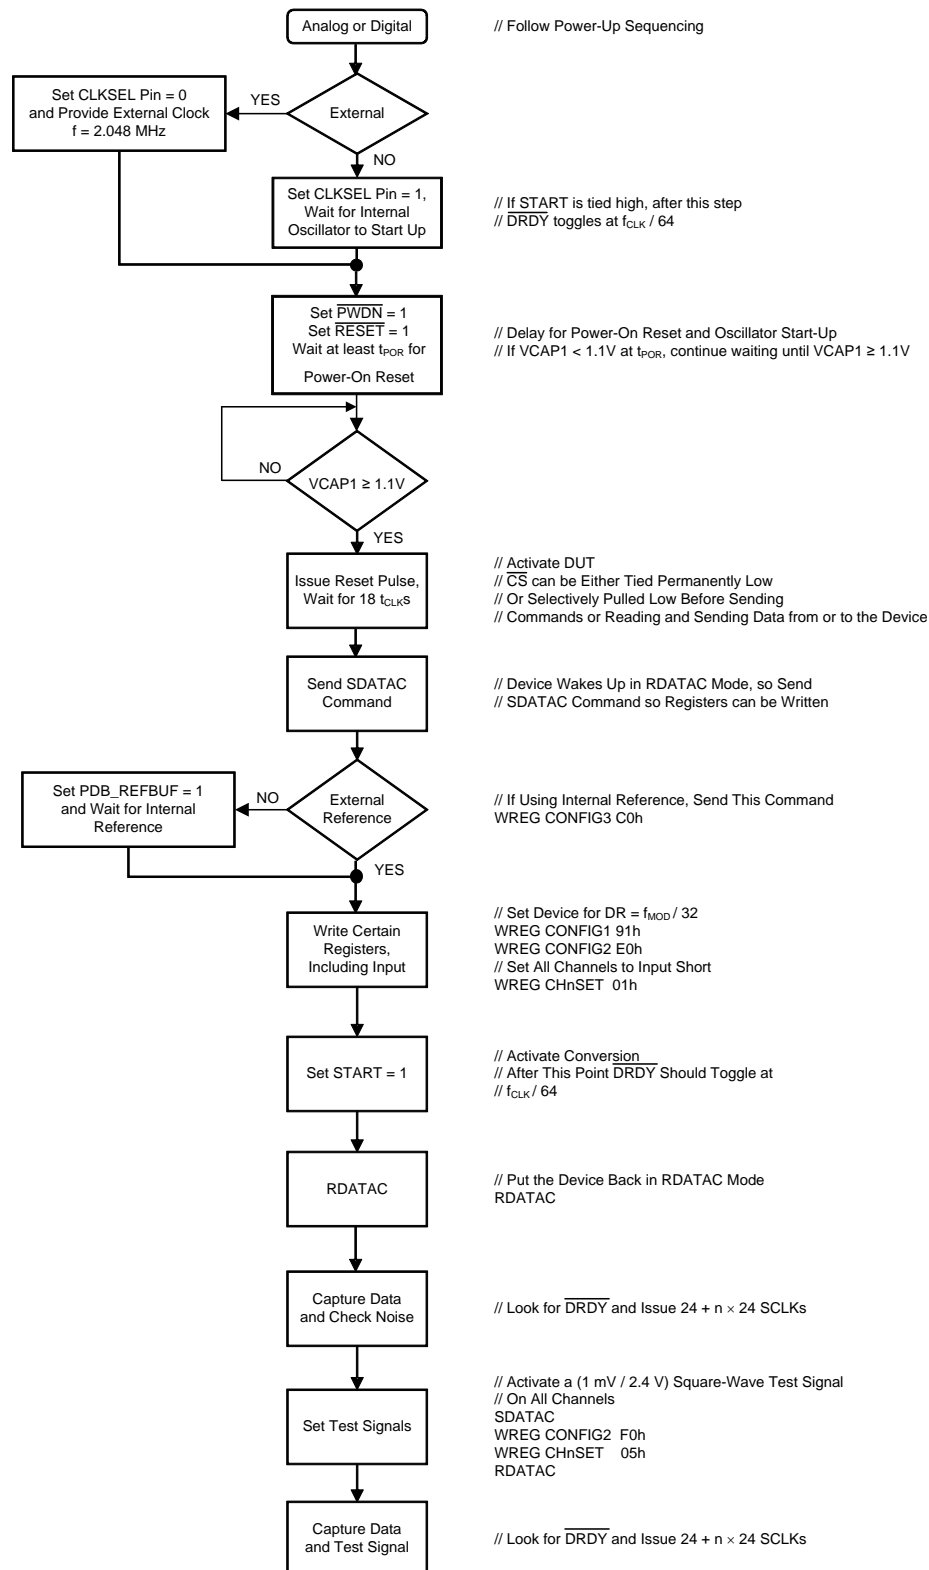 Analog or Digital
// Follow Power-Up Sequencing
Set CLKSEL Pin = 0
and Provide External Clock
f = 2.048 MHz
YES
External
NO
Set CLKSEL Pin = 1,
Wait for Internal
Oscillator to Start Up
// If START is tied high, after this step
// DRDY toggles at fCLK / 64
Set PWDN = 1
Set RESET = 1
Wait at least tPOR for
Power-On Reset
// Delay for Power-On Reset and Oscillator Start-Up
// If VCAP1 < 1.1V at tPOR, continue waiting until VCAP1 ≥ 1.1V
NO
VCAP1 ≥ 1.1V
YES
Issue Reset Pulse,
Wait for 18 tCLKs
// Activate DUT
// CS can be Either Tied Permanently Low
// Or Selectively Pulled Low Before Sending
// Commands or Reading and Sending Data from or to the Device
Send SDATAC
Command
// Device Wakes Up in RDATAC Mode, so Send
// SDATAC Command so Registers can be Written
Set PDB_REFBUF = 1
and Wait for Internal
Reference
NO
External
Reference
YES
// If Using Internal Reference, Send This Command
WREG CONFIG3 C0h
Write Certain
Registers,
Including Input
// Set Device for DR = fMOD / 32
WREG CONFIG1 91h
WREG CONFIG2 E0h
// Set All Channels to Input Short
WREG CHnSET 01h
Set START = 1
// Activate Conversion
// After This Point DRDY Should Toggle at
// fCLK / 64
RDATAC
// Put the Device Back in RDATAC Mode
RDATAC
Capture Data
and Check Noise
// Look for DRDY and Issue 24 + n × 24 SCLKs
Set Test Signals
// Activate a (1 mV / 2.4 V) Square-Wave Test Signal
// On All Channels
SDATAC
WREG CONFIG2 F0h
WREG CHnSET 05h
RDATAC
Capture Data
and Test Signal
// Look for DRDY and Issue 24 + n × 24 SCLKs